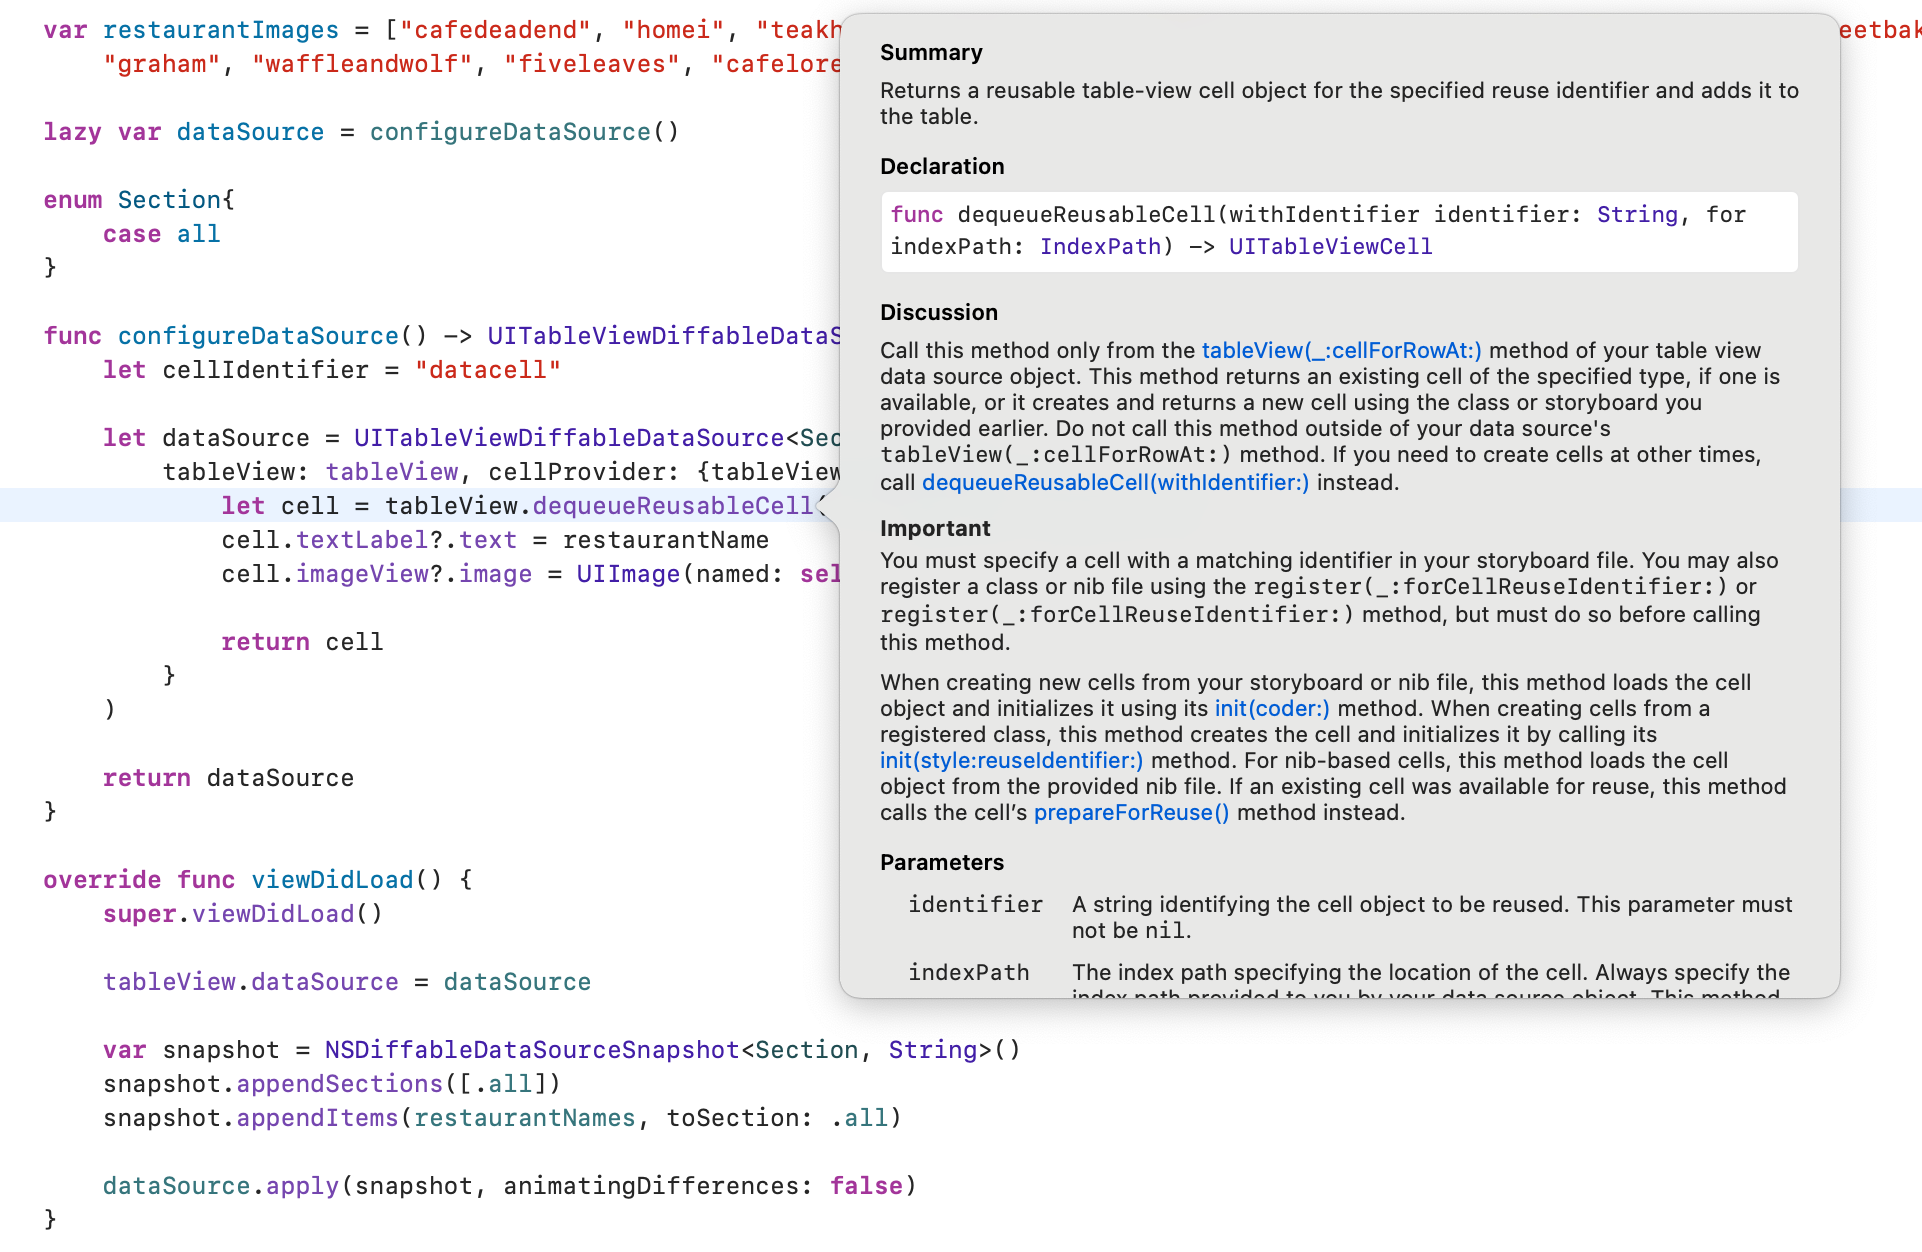 var restaurantImages = ["cafedeadend", "homei", "teakh
eetbak
"graham", "waffleandwolf", "fiveleaves", "cafelore
lazy var dataSource = configureDataSource()
enum Section{
case all
}
func configureDataSource() -> UITableViewDiffableDataS
let cellIdentifier = "datacell"
let dataSource = UITableViewDiffableDataSource<Sec
tableView: tableView, cellProvider: {tableView
let cell = tableView.dequeueReusableCell(
cell.textLabel?.text = restaurantName
cell.imageView?.image = UIImage(named: sel
return cell
}
)
return dataSource
}
override func viewDidLoad() {
super.viewDidLoad()
tableView.dataSource = dataSource
var snapshot = NSDiffableDataSourceSnapshot<Section, String>()
snapshot.appendSections([.all])
snapshot.appendItems(restaurantNames, toSection: .all)
dataSource.apply(snapshot, animatingDifferences: false)
}
Summary
Returns a reusable table-view cell object for the specified reuse identifier and adds it to
the table.
Declaration
func dequeueReusableCell(withIdentifier identifier: String, for
indexPath: IndexPath) -> UITableViewCell
Discussion
Call this method only from the tableView(_:cellForRowAt:) method of your table view
data source object. This method returns an existing cell of the specified type, if one is
available, or it creates and returns a new cell using the class or storyboard you
provided earlier. Do not call this method outside of your data source's
tableView(_:cellForRowAt:) method. If you need to create cells at other times,
call dequeueReusableCell(withIdentifier:) instead.
Important
You must specify a cell with a matching identifier in your storyboard file. You may also
register a class or nib file using the register(_:forCellReuseIdentifier:) or
register(_:forCellReuseIdentifier:) method, but must do so before calling
this method.
When creating new cells from your storyboard or nib file, this method loads the cell
object and initializes it using its init(coder:) method. When creating cells from a
registered class, this method creates the cell and initializes it by calling its
init(style:reuseIdentifier:) method. For nib-based cells, this method loads the cell
object from the provided nib file. If an existing cell was available for reuse, this method
calls the cell’s prepareForReuse() method instead.
Parameters
identifier A string identifying the cell object to be reused. This parameter must
not be nil.
indexPath The index path specifying the location of the cell. Always specify the
index path provided to you by your data source object. This method